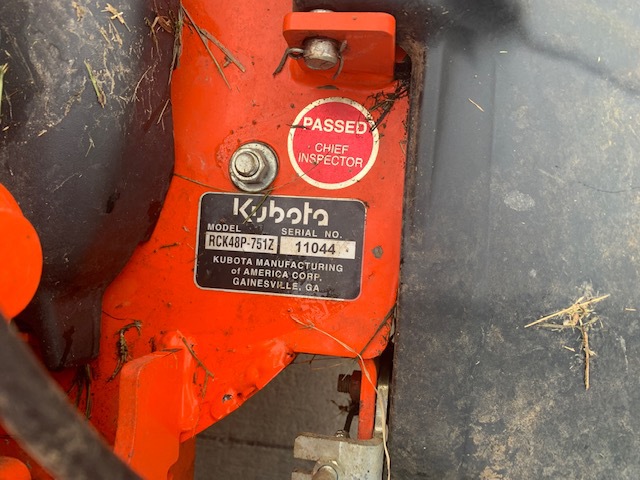 PASSED
CHIEF
INSPECTOR
Kubota
MODEL SERIAL NO.
RCK48P-751Z 11044
KUBOTA MANUFACTURING
of AMERICA CORP.
GAINESVILLE, GA